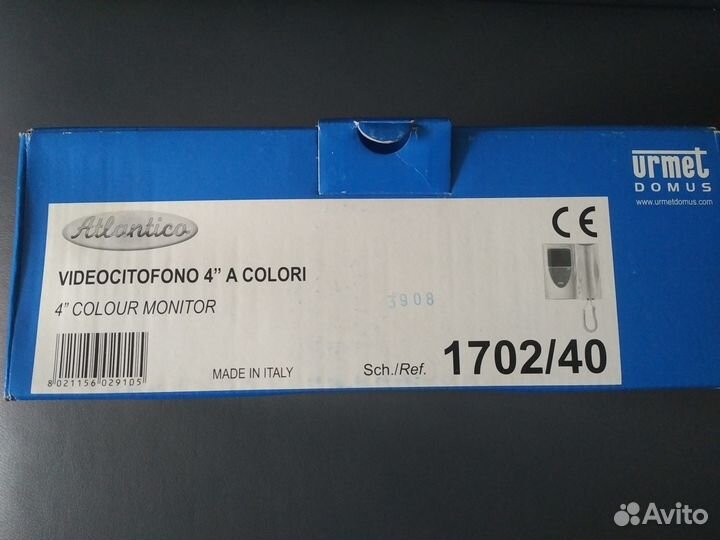 urmet
DOMUS
www.urmetdomus.com
Atlantico
CE
VIDEOCITOFONO 4” A COLORI
4” COLOUR MONITOR
3908
8 021156 029105
MADE IN ITALY
Sch./Ref. 1702/40
Avito